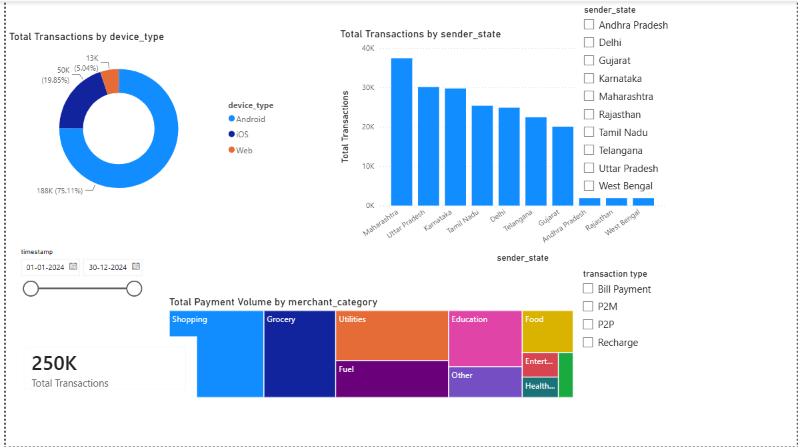 Total Transactions by device_type
13K
(5.04%)
50K
(19.85%)
188K (75.11%)
device_type
Android
iOS
Web
Total Transactions by sender_state
Total Transactions
40K
30K
20K
10K
0K
Maharashtra
Uttar Pradesh
Karnataka
Tamil Nadu
Delhi
Telangana
Gujarat
Andhra Pradesh
Rajasthan
West Bengal
sender_state
sender_state
Andhra Pradesh
Delhi
Gujarat
Karnataka
Maharashtra
Rajasthan
Tamil Nadu
Telangana
Uttar Pradesh
West Bengal
timestamp
01-01-2024
30-12-2024
250K
Total Transactions
Total Payment Volume by merchant_category
Shopping
Grocery
Utilities
Fuel
Education
Other
Food
Entert...
Health...
transaction type
Bill Payment
P2M
P2P
Recharge